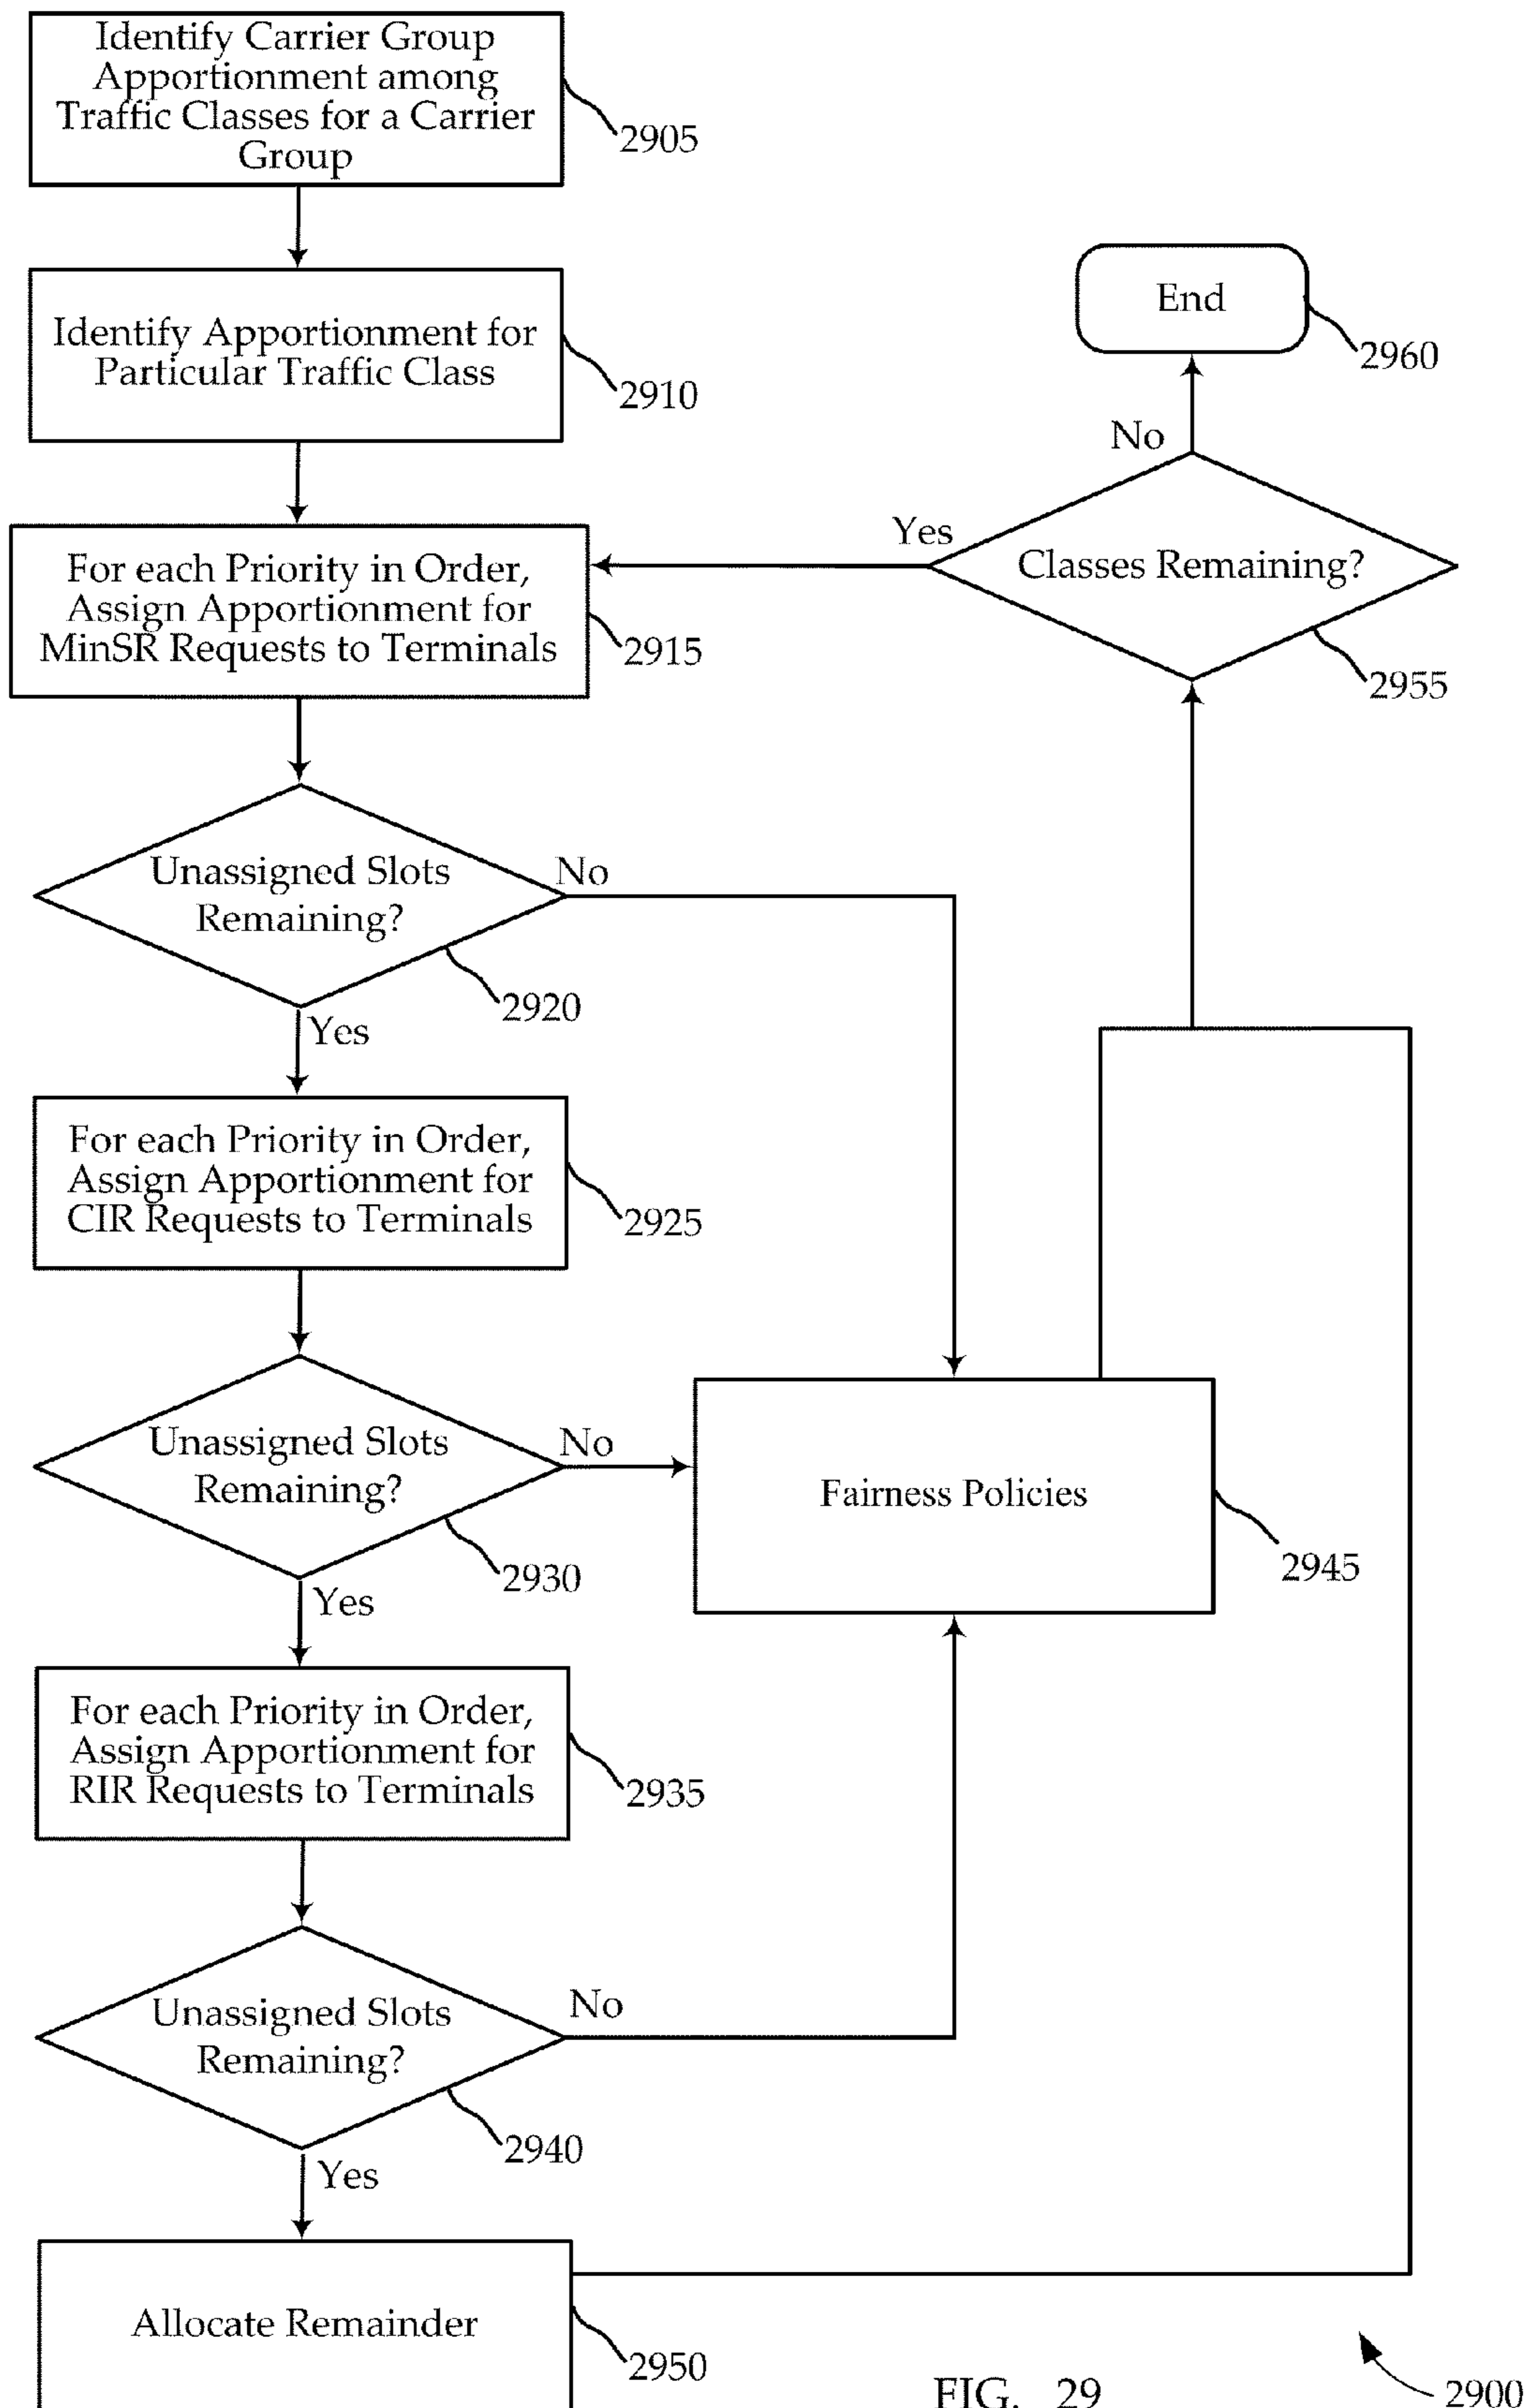 Identify Carrier Group
Apportionment among
Traffic Classes for a Carrier
Group
2905
Identify Apportionment for
Particular Traffic Class
2910
End
2960
No
Yes
Classes Remaining?
2955
For each Priority in Order,
Assign Apportionment for
MinSR Requests to Terminals
2915
Unassigned Slots
Remaining?
No
2920
Yes
For each Priority in Order,
Assign Apportionment for
CIR Requests to Terminals
2925
Unassigned Slots
Remaining?
No
2930
Yes
Fairness Policies
2945
For each Priority in Order,
Assign Apportionment for
RIR Requests to Terminals
2935
Unassigned Slots
Remaining?
No
2940
Yes
Allocate Remainder
2950
FIG. 29
2900